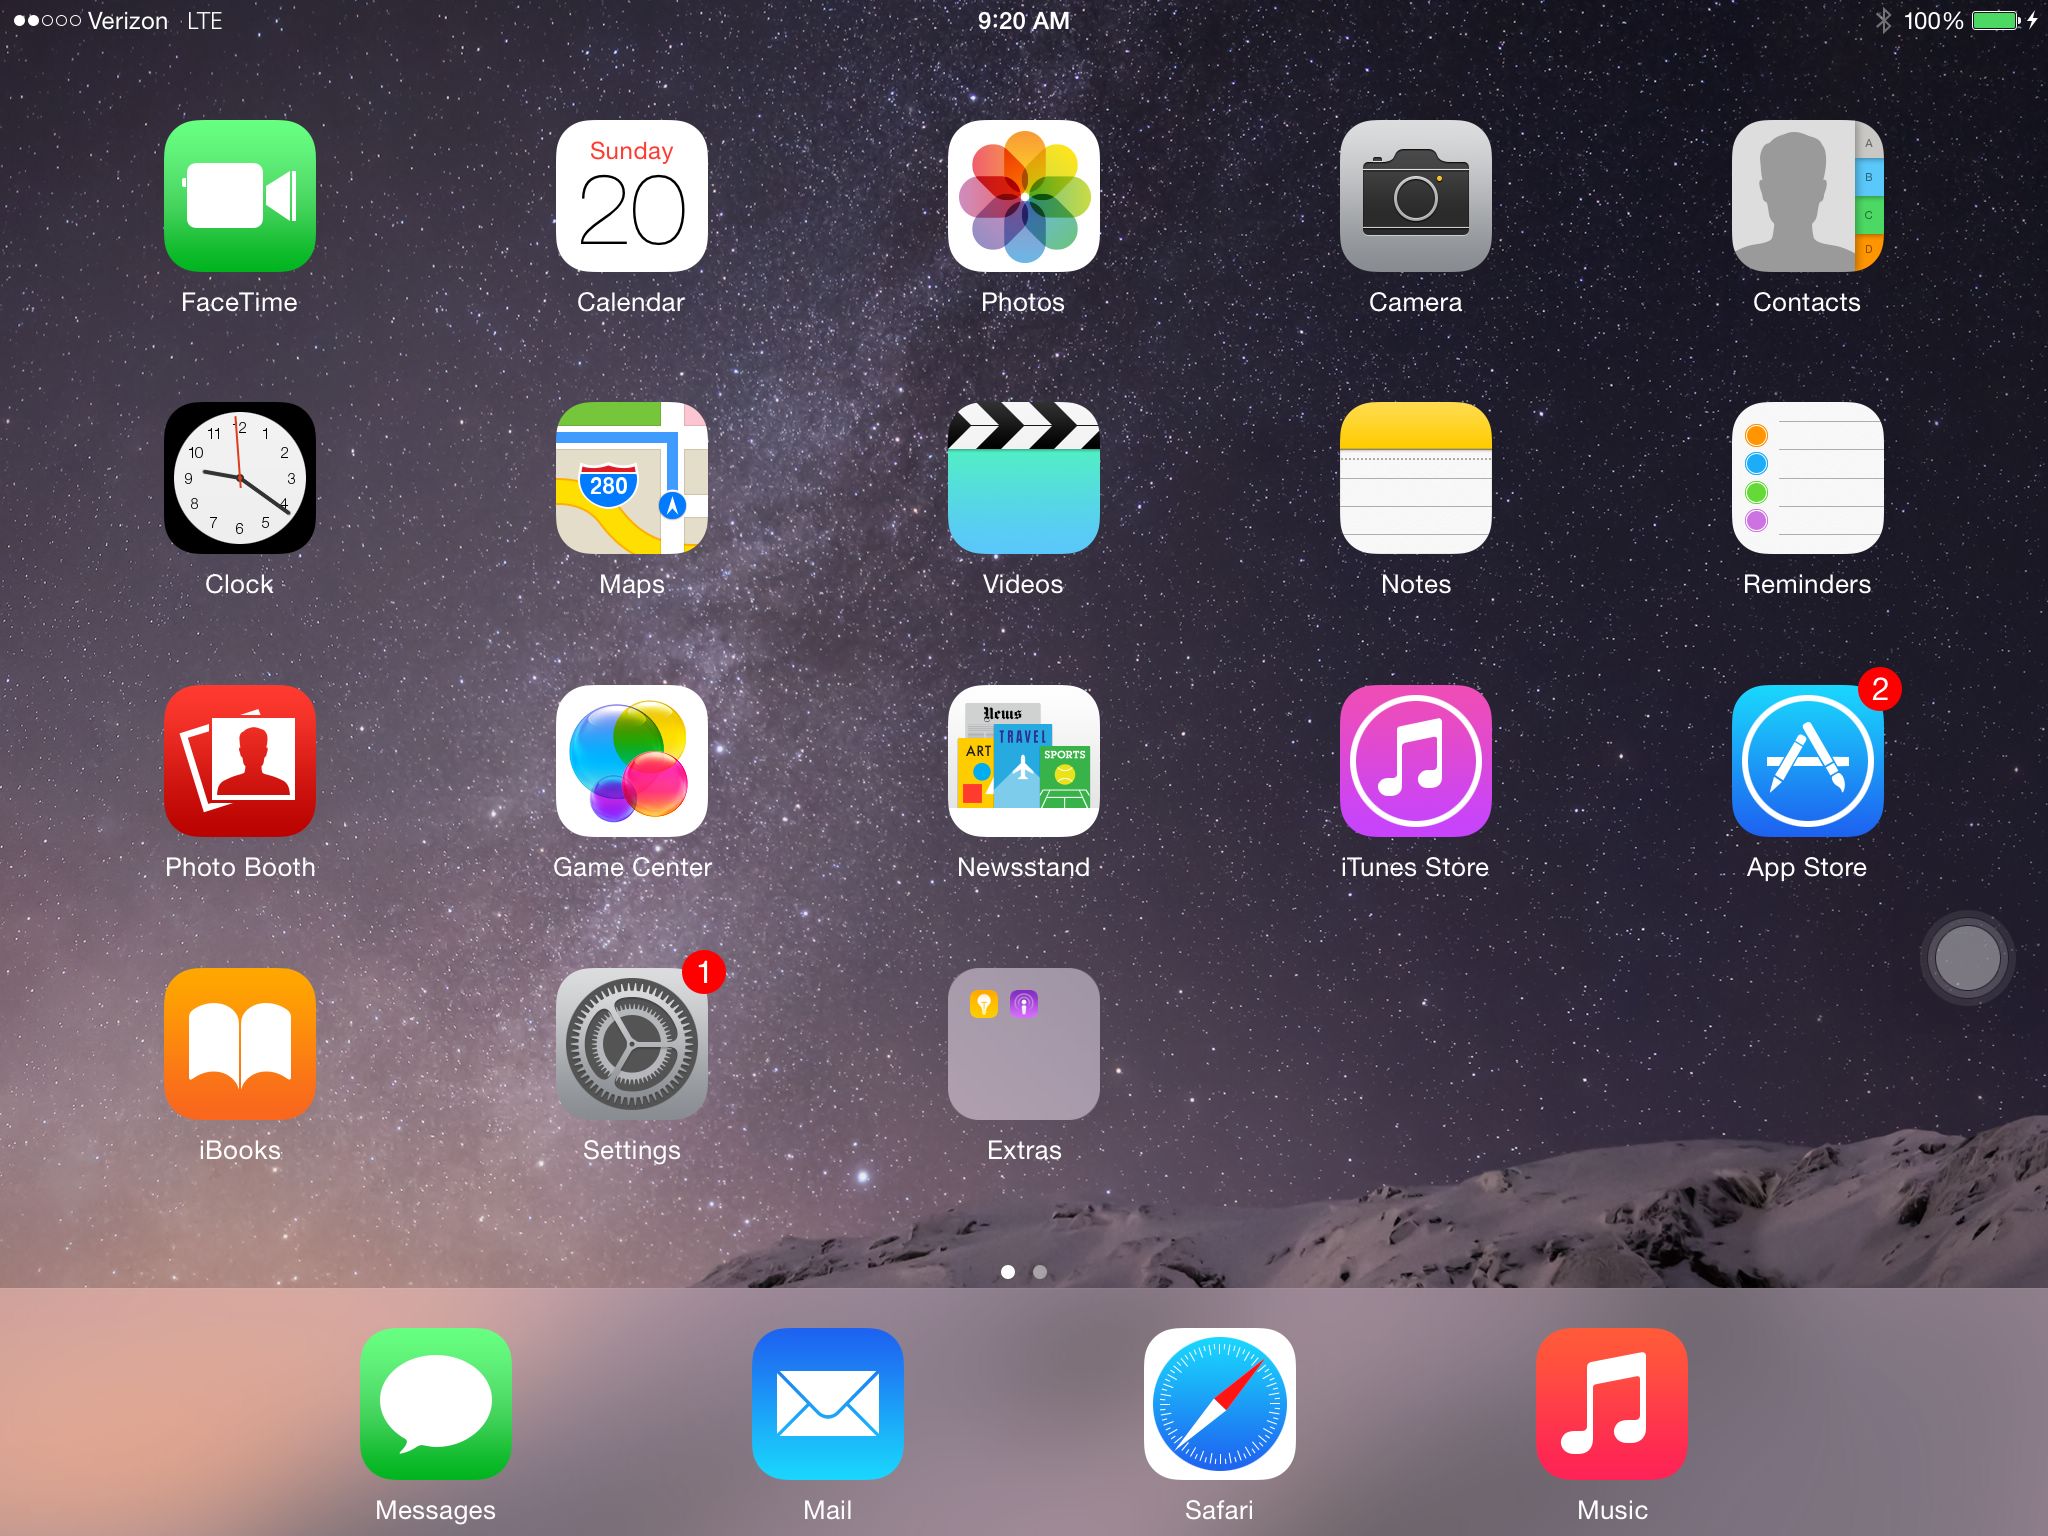 Verizon LTE 9:20 AM 100%
Sunday
20
A
B
C
D
FaceTime Calendar Photos Camera Contacts
12
11 1
10 2
9 3
8 4
7 5
6
280
Clock Maps Videos Notes Reminders
News
TRAVEL
ART
SPORTS
2
Photo Booth Game Center Newsstand iTunes Store App Store
1
iBooks Settings Extras
Messages Mail Safari Music